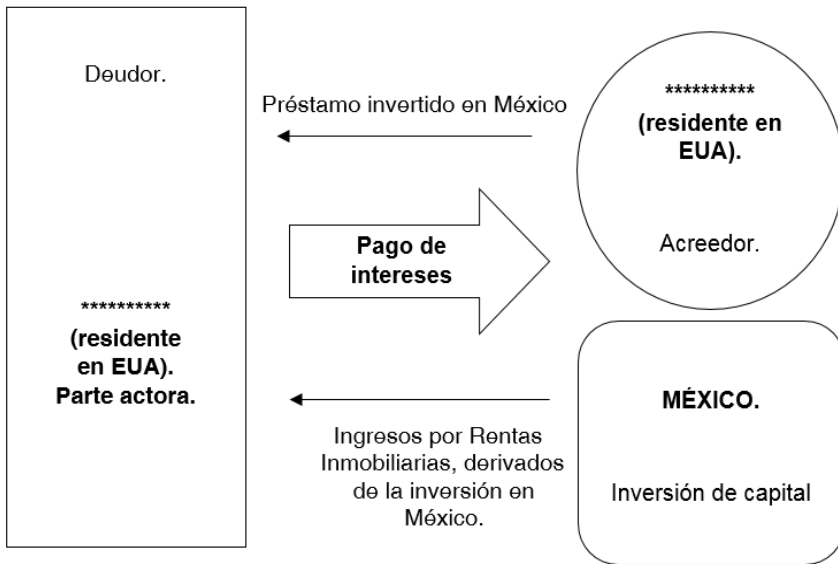 Deudor.
**********
(residente
en EUA).
Parte actora.
Préstamo invertido en México
Pago de
intereses
Ingresos por Rentas
Inmobiliarias, derivados
de la inversión en
México.
**********
(residente en
EUA).
Acreedor.
MÉXICO.
Inversión de capital